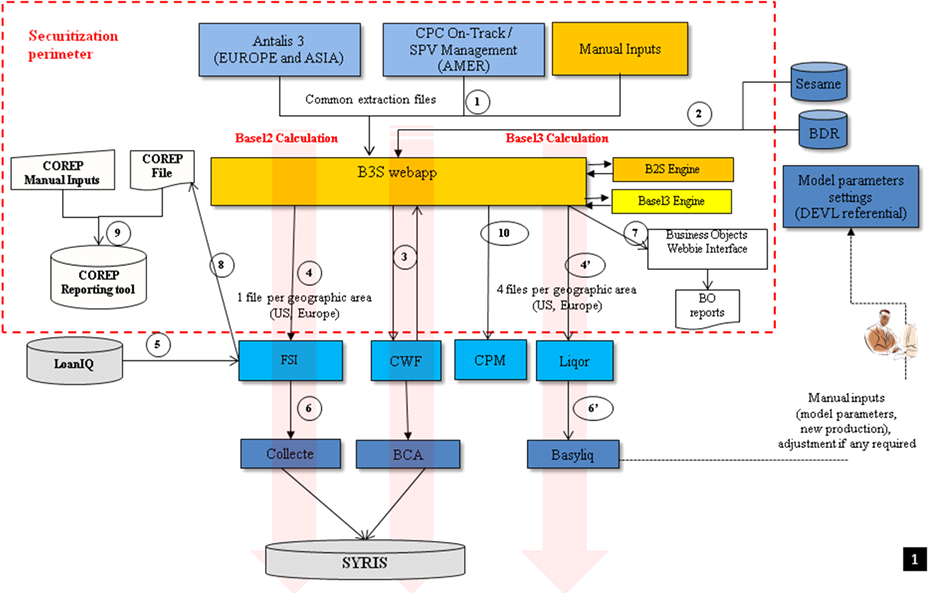 Securitization
perimeter
Antalis 3
(EUROPE and ASIA)
CPC On-Track /
SPV Management
(AMER)
Manual Inputs
Sesame
Common extraction files
1
2
BDR
Basel2 Calculation
Basel3 Calculation
COREP
Manual Inputs
COREP
File
B3S webapp
B2S Engine
Basel3 Engine
Model parameters
settings
(DEVL referential)
9
10
7
Business Objects
Webbie Interface
COREP
Reporting tool
8
4
3
4’
1 file per geographic area
(US, Europe)
4 files per geographic area
(US, Europe)
BO
reports
5
LoanIQ
FSI
CWF
CPM
Liqor
6
6’
Manual inputs
(model parameters,
new production),
adjustment if any required
Collecte
BCA
Basyliq
SYRIS
1